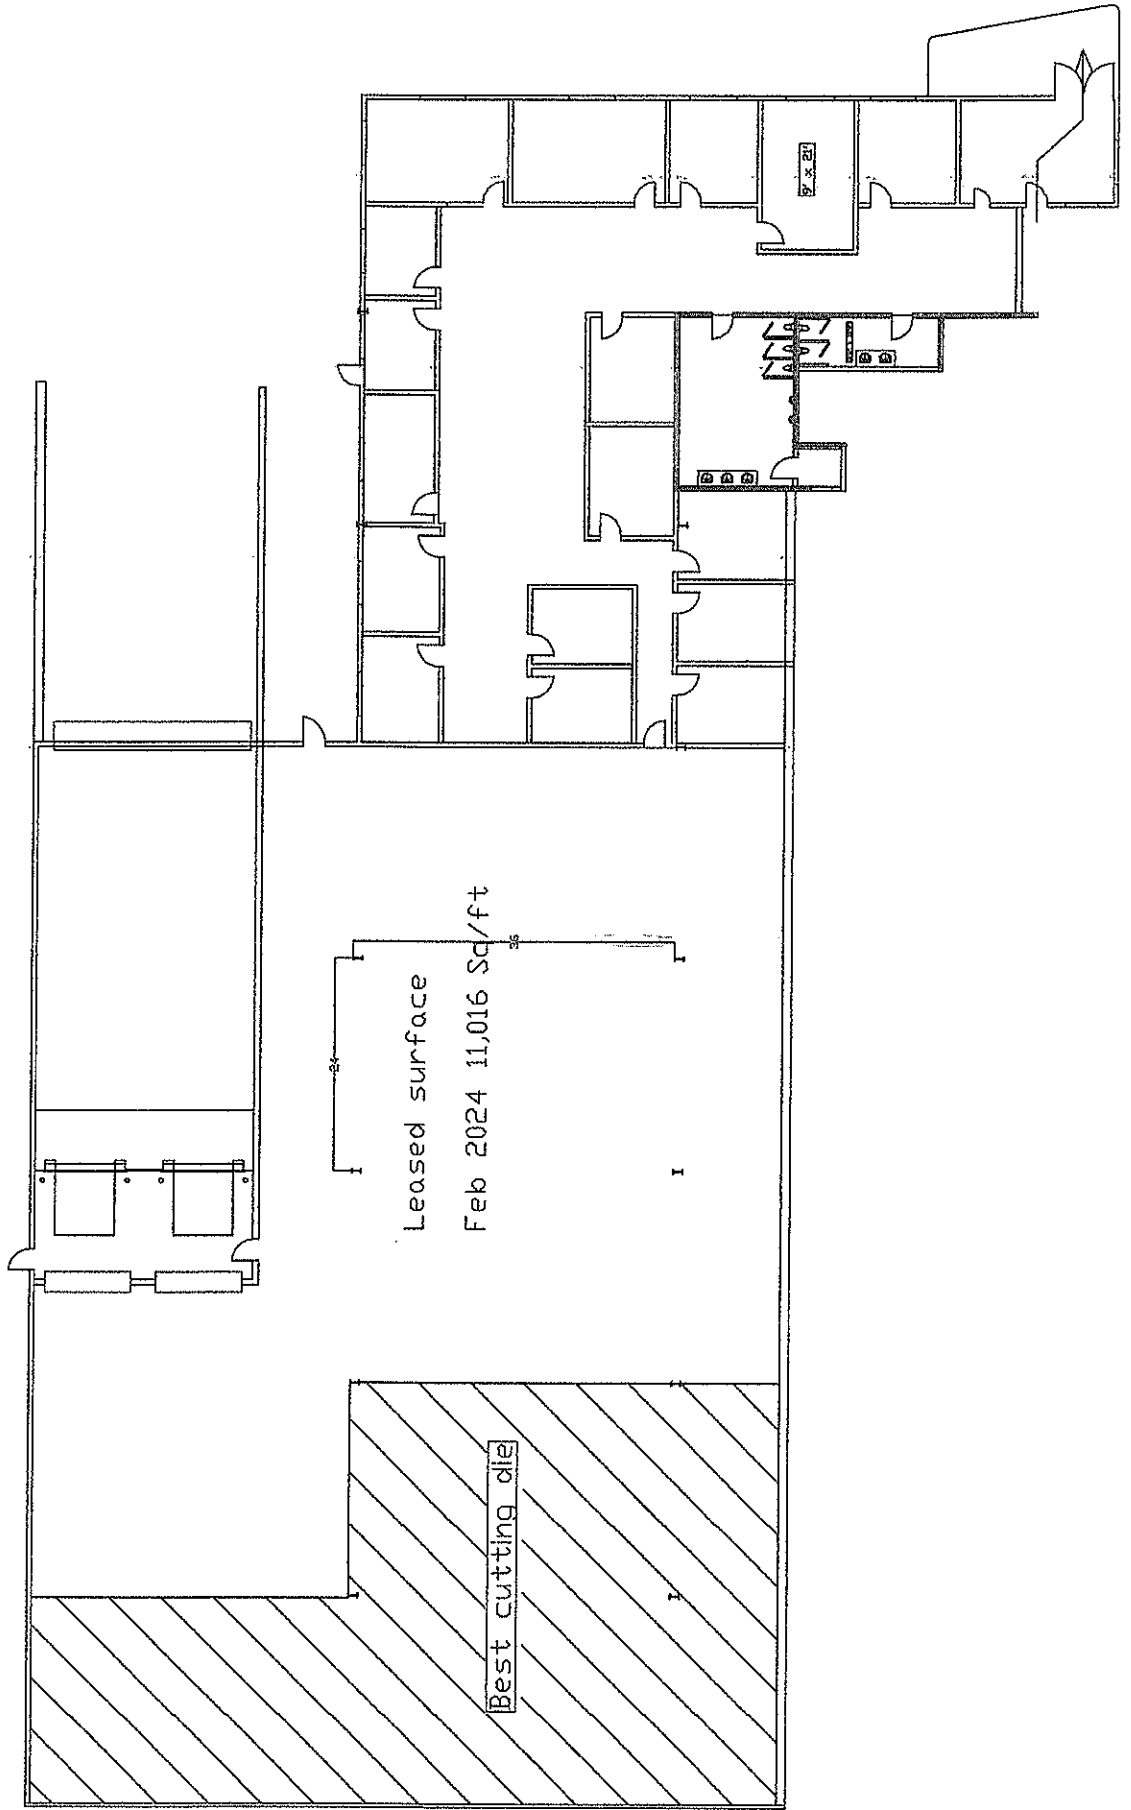 9' x 21'
24
36
Leased surface
Feb 2024 11,016 Sq/ft
Best cutting die